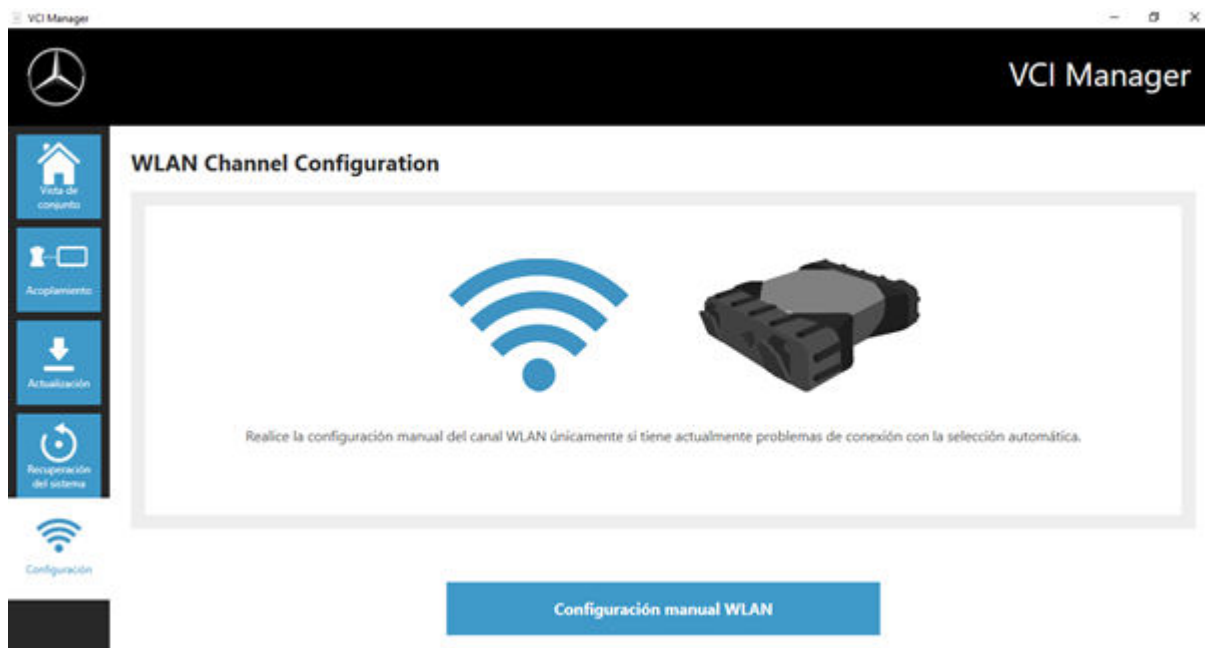 VCI Manager
VCI Manager
Vista de
conjunto
Acoplamiento
Actualización
Recuperación
del sistema
Configuración
WLAN Channel Configuration
Realice la configuración manual del canal WLAN únicamente si tiene actualmente problemas de conexión con la selección automática.
Configuración manual WLAN